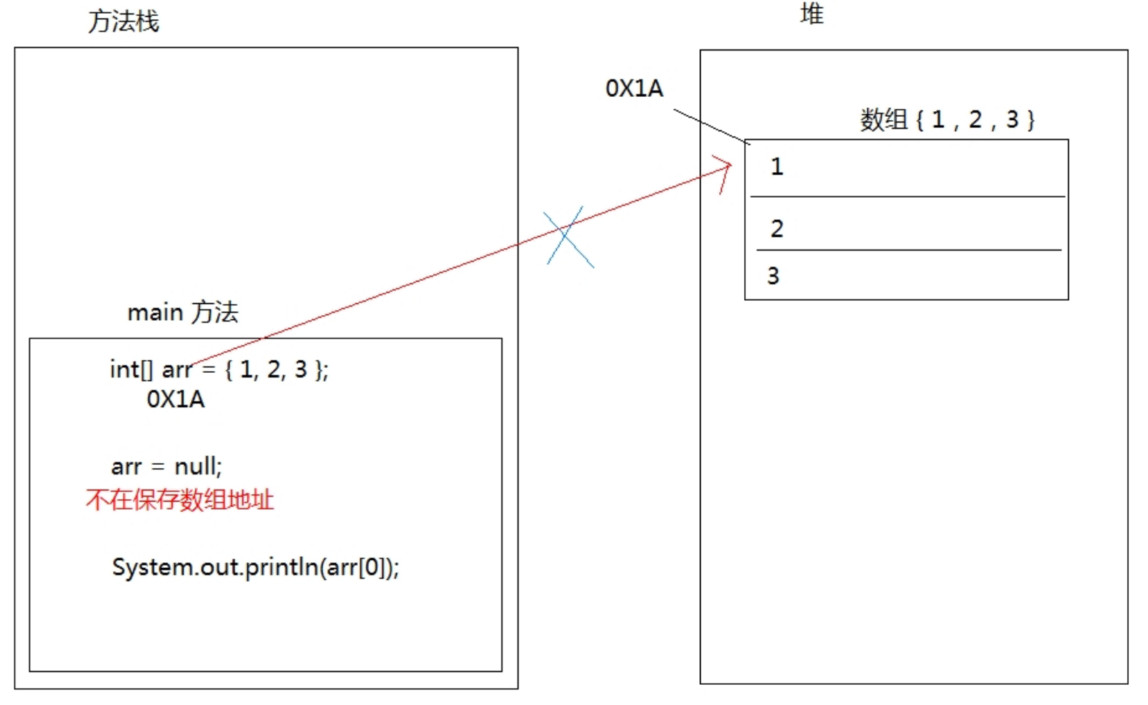 方法栈
堆
0X1A
数组 { 1 , 2 , 3 }
1
2
3
main 方法
int[] arr = { 1, 2, 3 };
0X1A
arr = null;
不在保存数组地址
System.out.println(arr[0]);